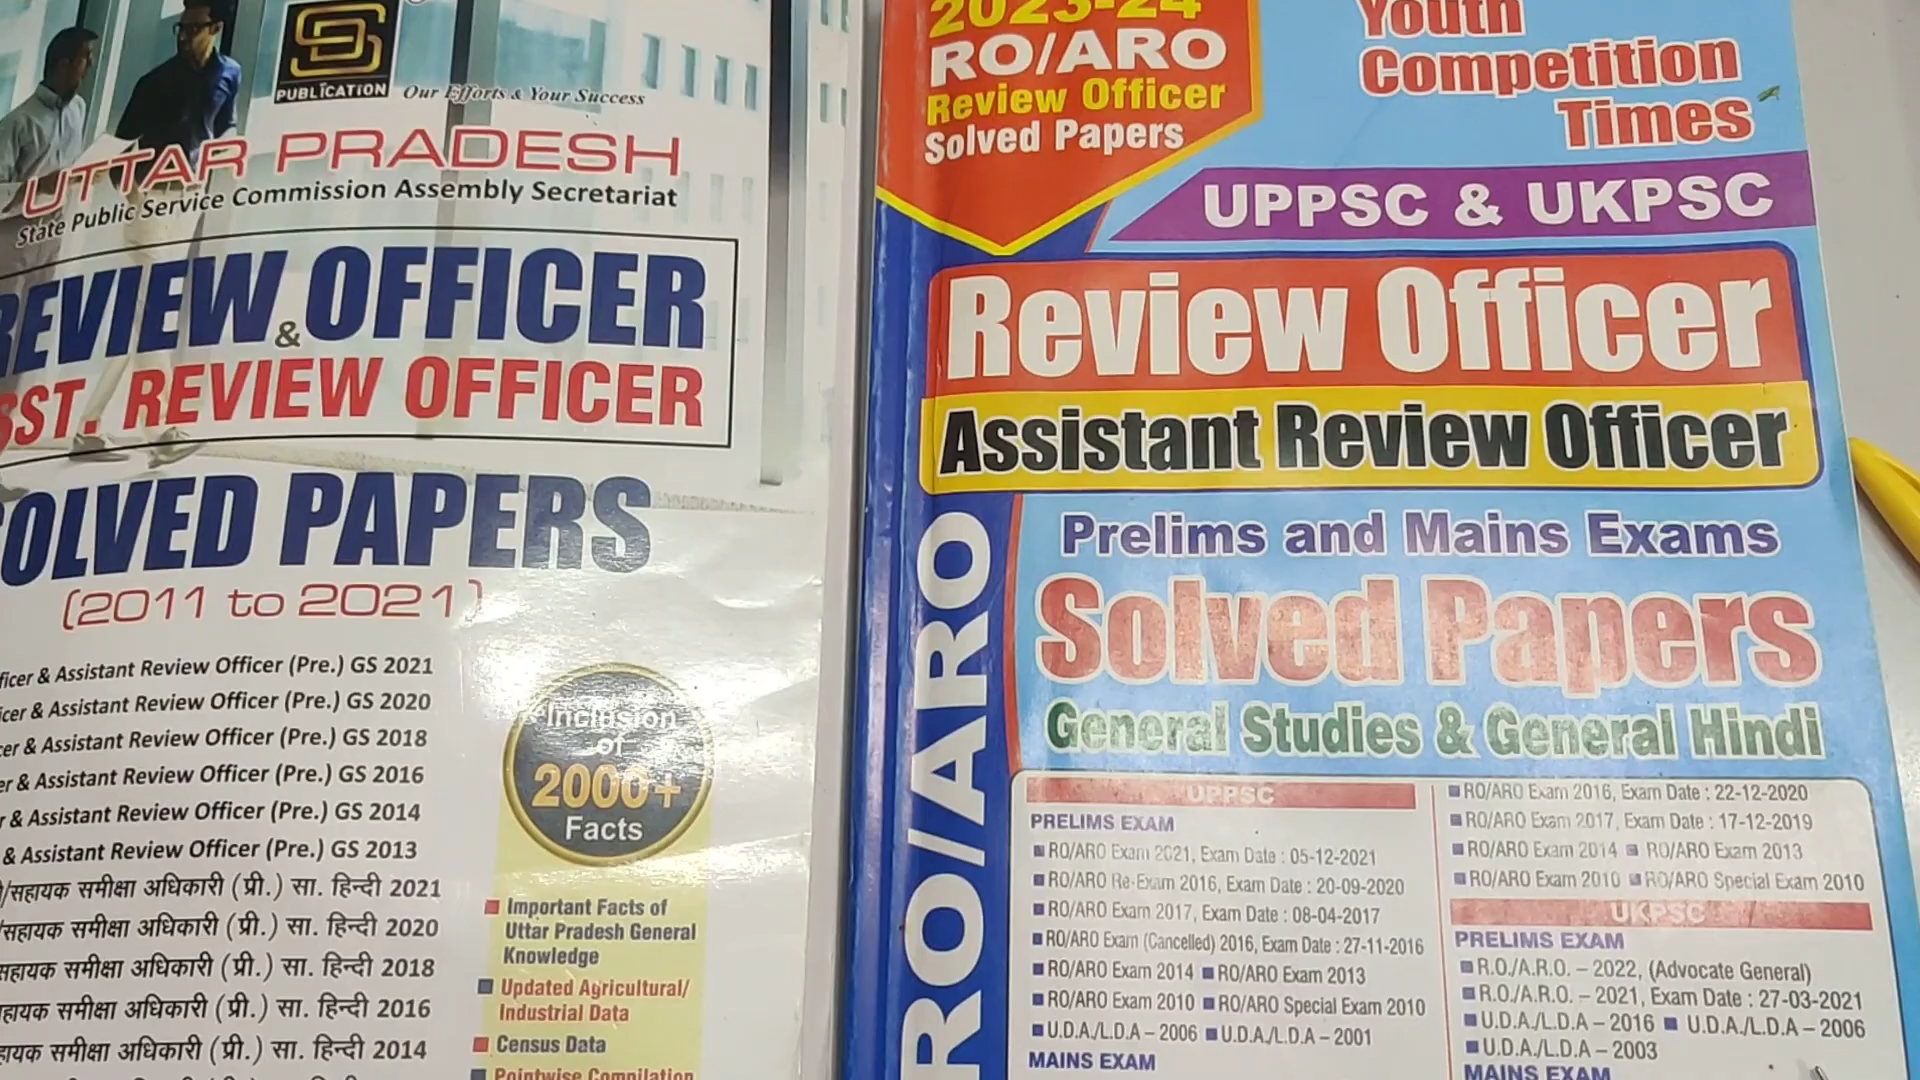 PUBLICATION
Our Efforts & Your Success
UTTAR PRADESH
State Public Service Commission Assembly Secretariat
REVIEW & OFFICER
SST. REVIEW OFFICER
OLVED PAPERS
(2011 to 2021)
ficer & Assistant Review Officer (Pre.) GS 2021
icer & Assistant Review Officer (Pre.) GS 2020
cer & Assistant Review Officer (Pre.) GS 2018
er & Assistant Review Officer (Pre.) GS 2016
r & Assistant Review Officer (Pre.) GS 2014
& Assistant Review Officer (Pre.) GS 2013
/सहायक समीक्षा अधिकारी (प्री.) सा. हिन्दी 2021
/सहायक समीक्षा अधिकारी (प्री.) सा. हिन्दी 2020
सहायक समीक्षा अधिकारी (प्री.) सा. हिन्दी 2018
सहायक समीक्षा अधिकारी (प्री.) सा. हिन्दी 2016
हायक समीक्षा अधिकारी (प्री.) सा. हिन्दी 2014
Inclusion
of
2000+
Facts
Important Facts of
Uttar Pradesh General
Knowledge
Updated Agricultural/
Industrial Data
Census Data
Pointwise Compilation
2023-24
RO/ARO
Review Officer
Solved Papers
Youth
Competition
Times
UPPSC & UKPSC
Review Officer
Assistant Review Officer
RO/ARO
Prelims and Mains Exams
Solved Papers
General Studies & General Hindi
UPPSC
PRELIMS EXAM
RO/ARO Exam 2021, Exam Date : 05-12-2021
RO/ARO Re-Exam 2016, Exam Date : 20-09-2020
RO/ARO Exam 2017, Exam Date : 08-04-2017
RO/ARO Exam (Cancelled) 2016, Exam Date : 27-11-2016
RO/ARO Exam 2014 RO/ARO Exam 2013
RO/ARO Exam 2010 RO/ARO Special Exam 2010
U.D.A./L.D.A – 2006 U.D.A./L.D.A – 2001
MAINS EXAM
RO/ARO Exam 2016, Exam Date : 22-12-2020
RO/ARO Exam 2017, Exam Date : 17-12-2019
RO/ARO Exam 2014 RO/ARO Exam 2013
RO/ARO Exam 2010 RO/ARO Special Exam 2010
UKPSC
PRELIMS EXAM
R.O./A.R.O. – 2022, (Advocate General)
R.O./A.R.O. – 2021, Exam Date : 27-03-2021
U.D.A./L.D.A – 2016 U.D.A./L.D.A – 2006
U.D.A./L.D.A – 2003
MAINS EXAM